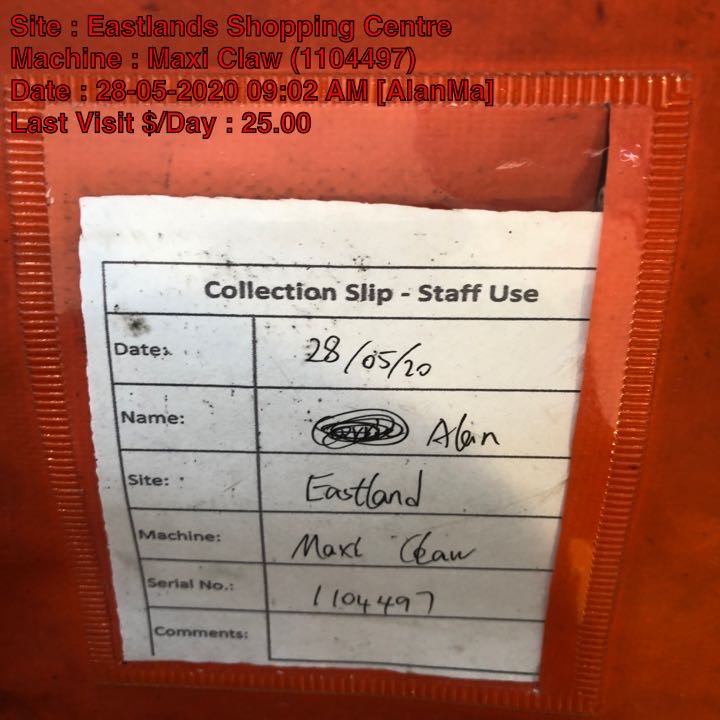 Site : Eastlands Shopping Centre
Machine : Maxi Claw (1104497)
Date : 28-05-2020 09:02 AM [AlanMa]
Last Visit $/Day : 25.00
Collection Slip - Staff Use
Date: 28/05/20
Name: Alan
Site: Eastland
Machine: Maxi Claw
Serial No.: 1104497
Comments: